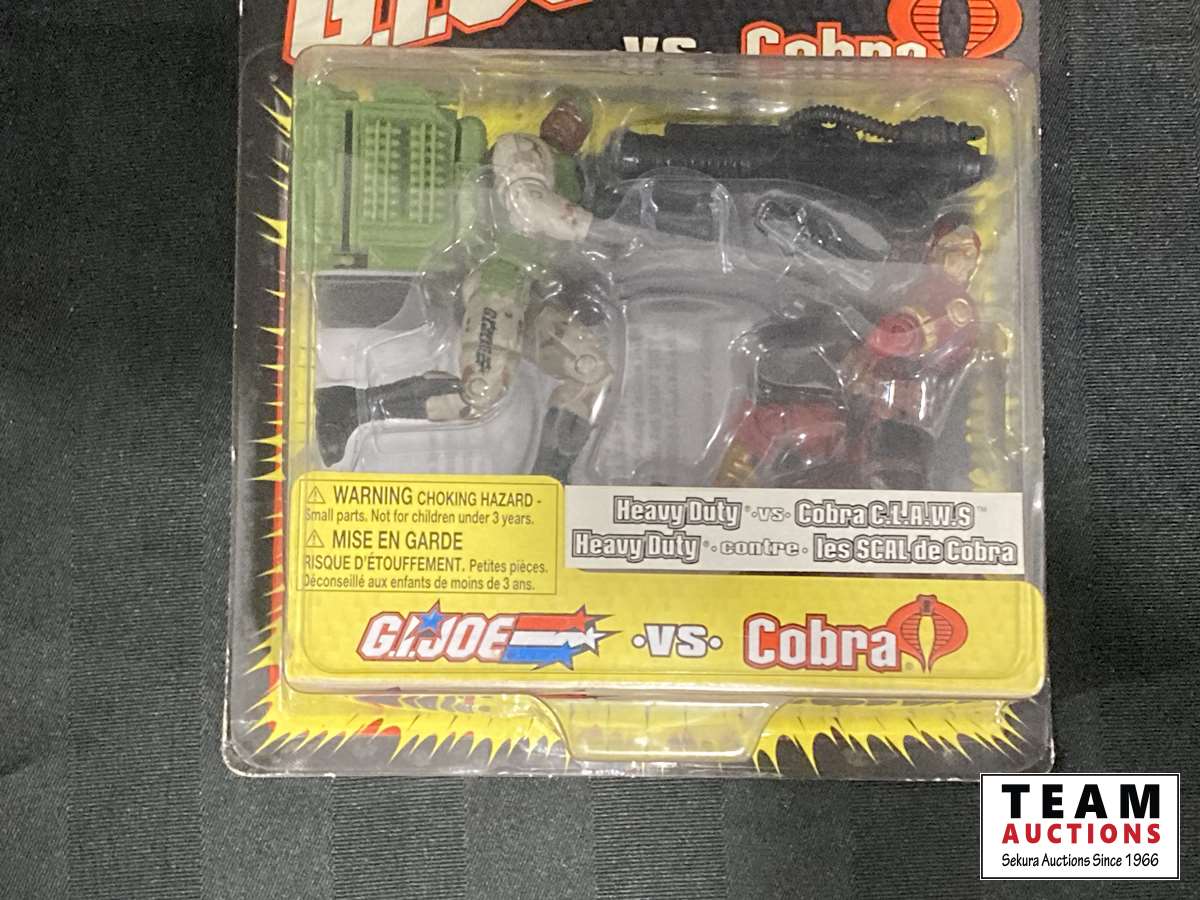 G.I. JOE
·vs· Cobra
⚠ WARNING CHOKING HAZARD -
Small parts. Not for children under 3 years.
⚠ MISE EN GARDE
RISQUE D'ÉTOUFFEMENT. Petites pièces.
Déconseillé aux enfants de moins de 3 ans.
Heavy Duty® ·vs· Cobra C.L.A.W.S™
Heavy Duty® ·contre· les SCAL de Cobra
G.I. JOE ·vs· Cobra®
TEAM
AUCTIONS
Sekura Auctions Since 1966